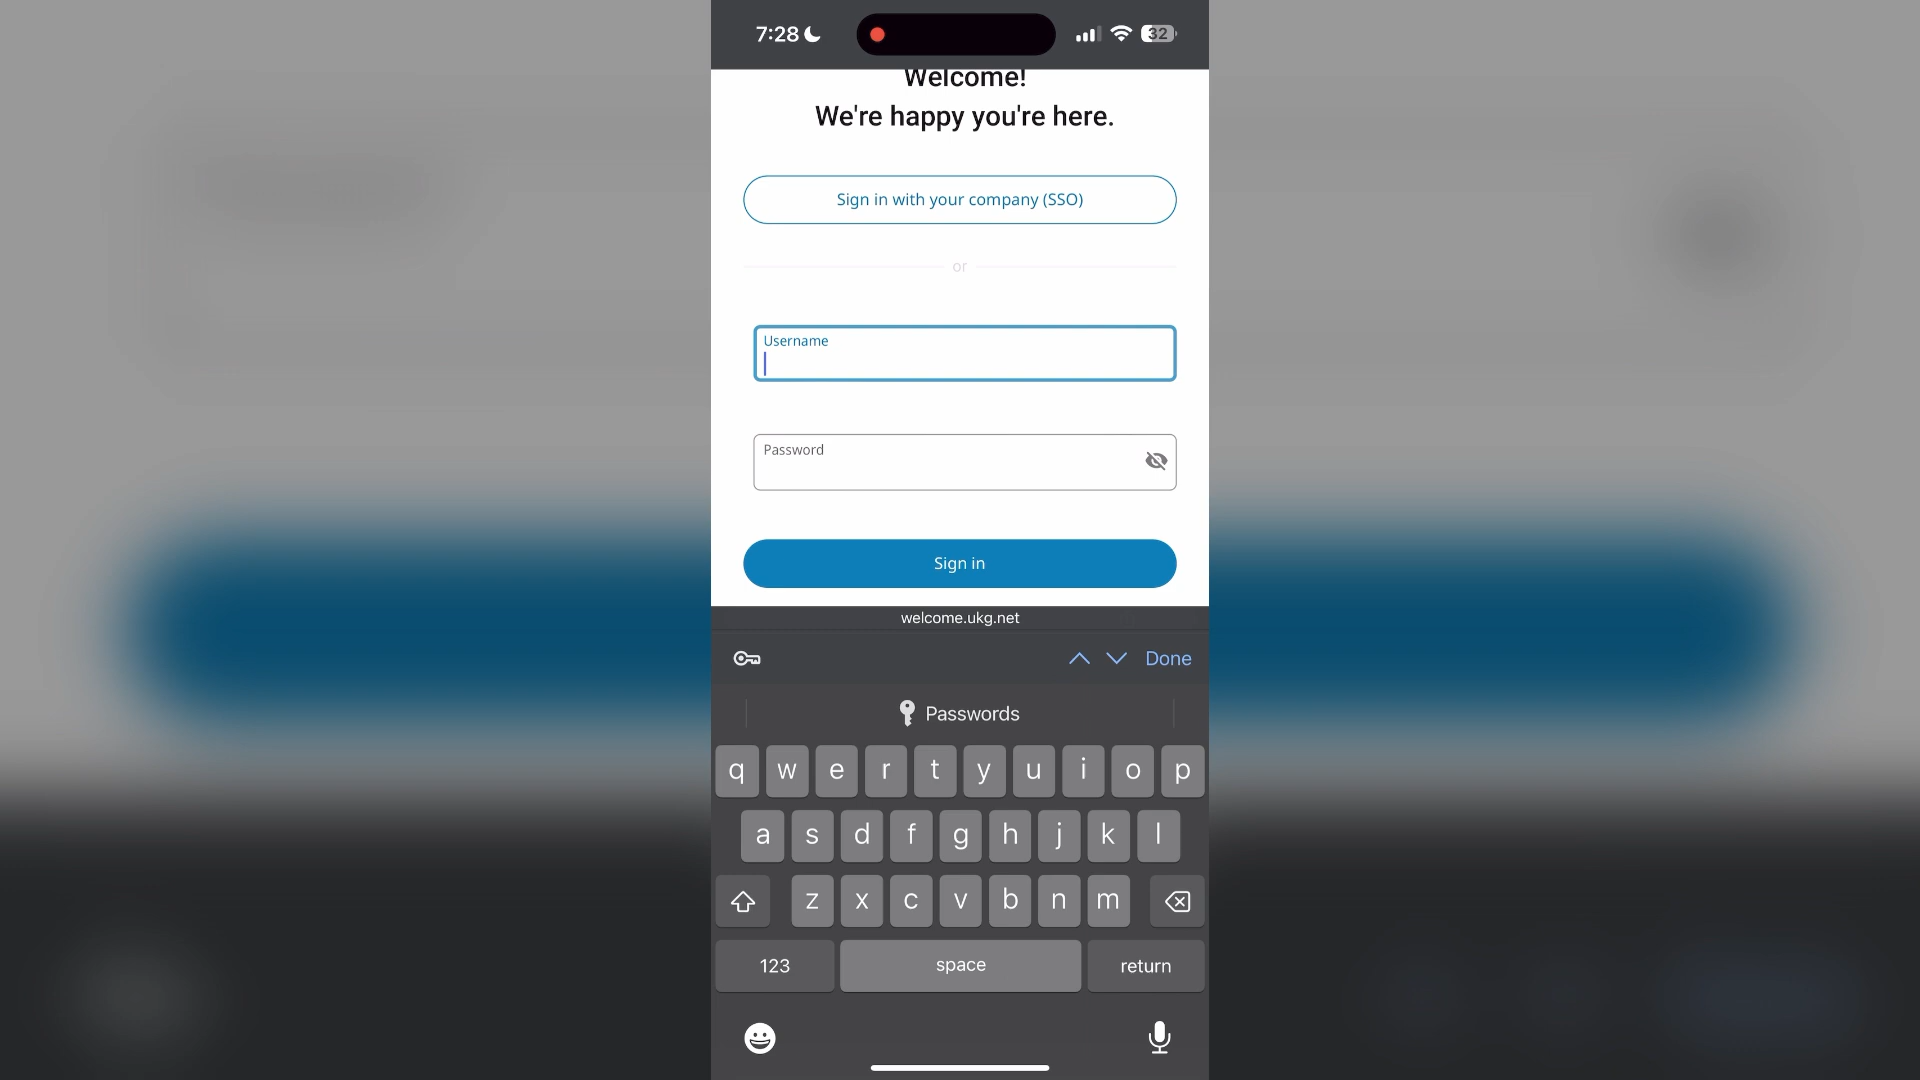 7:28
32
Welcome!
We're happy you're here.
Sign in with your company (SSO)
or
Username
Password
Sign in
welcome.ukg.net
Done
Passwords
q w e r t y u i o p
a s d f g h j k l
z x c v b n m
123 space return